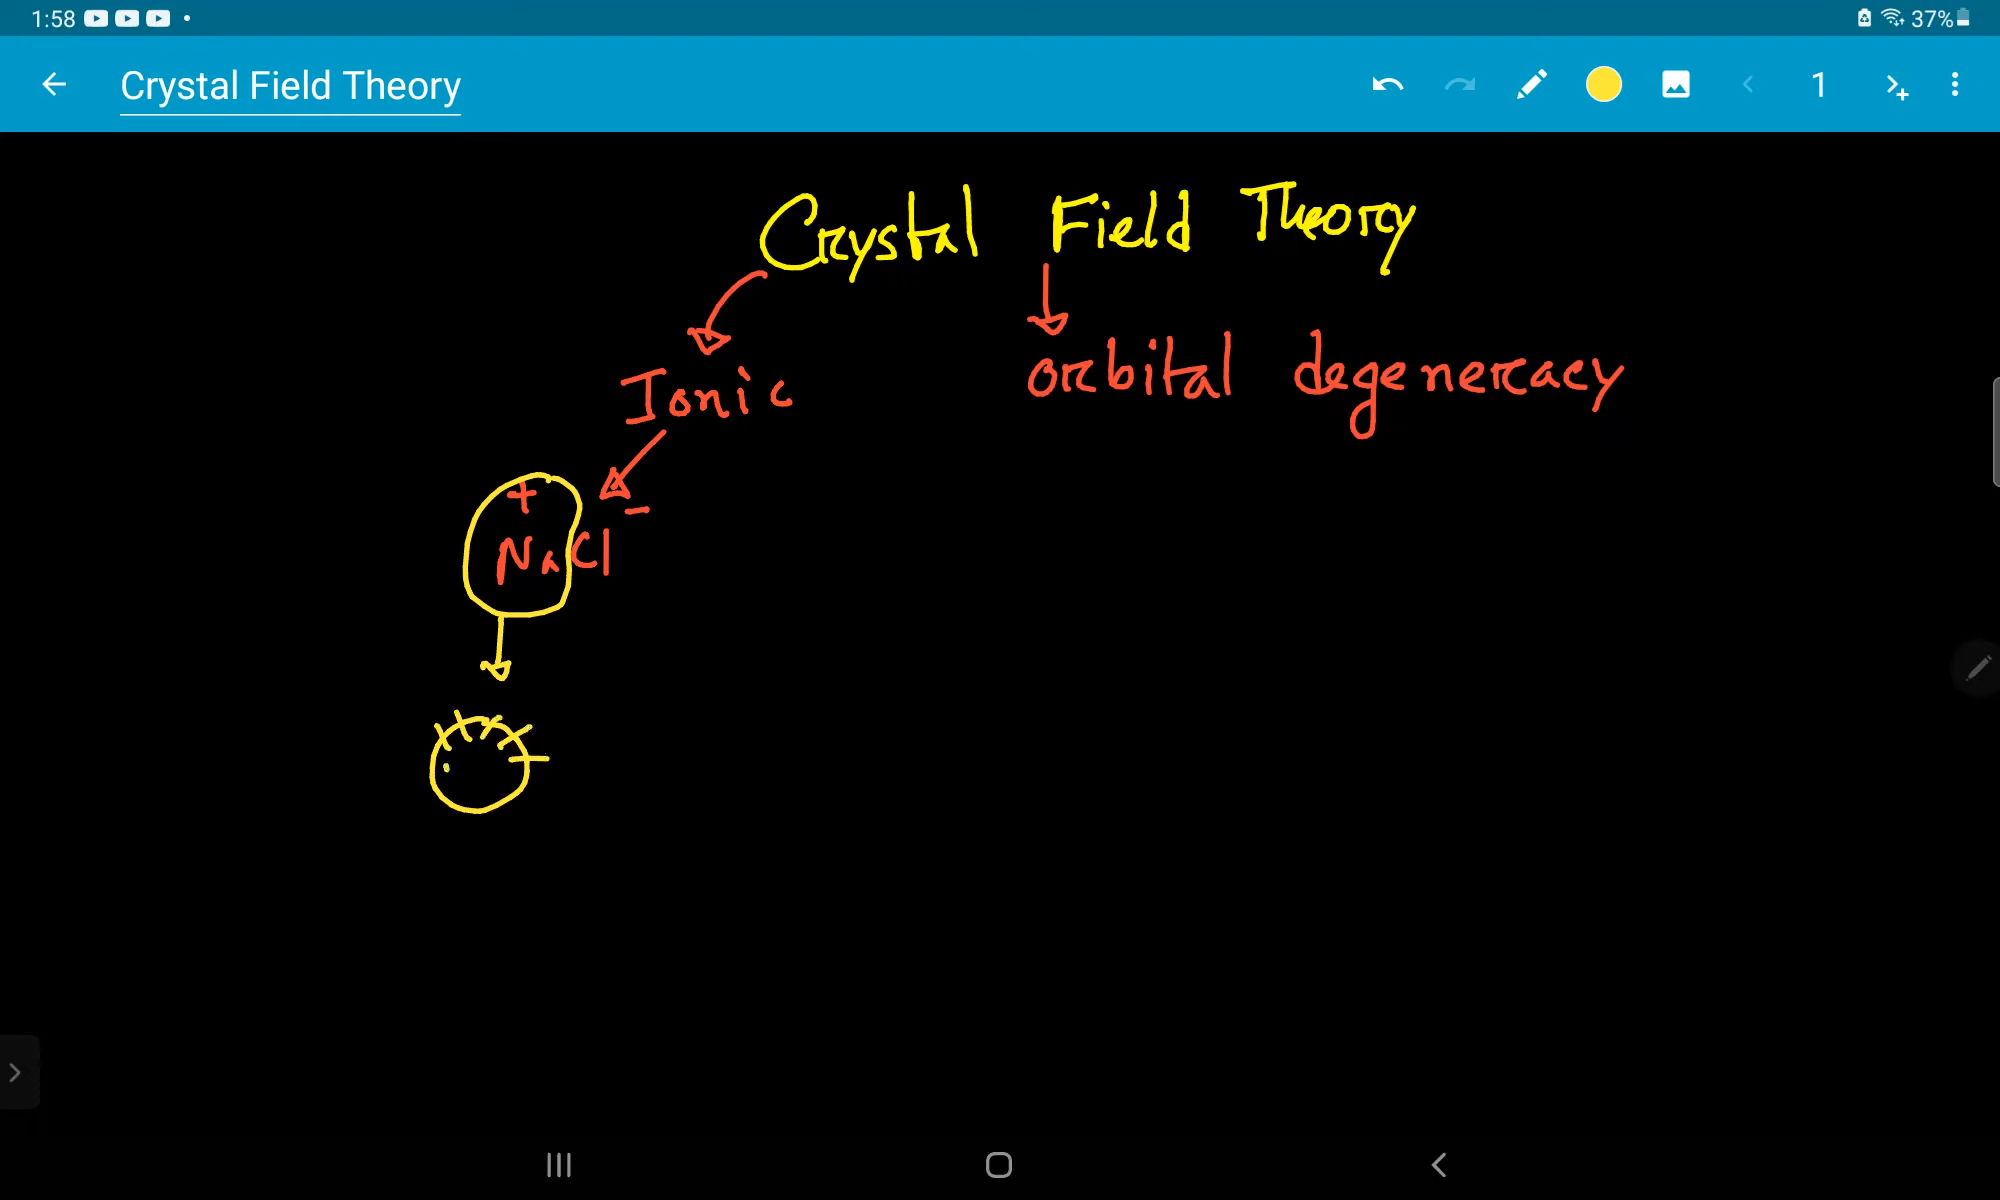 1:58
37%
Crystal Field Theory
1
Crystal Field Theory
Ionic
orbital degeneracy
+
-
NaCl